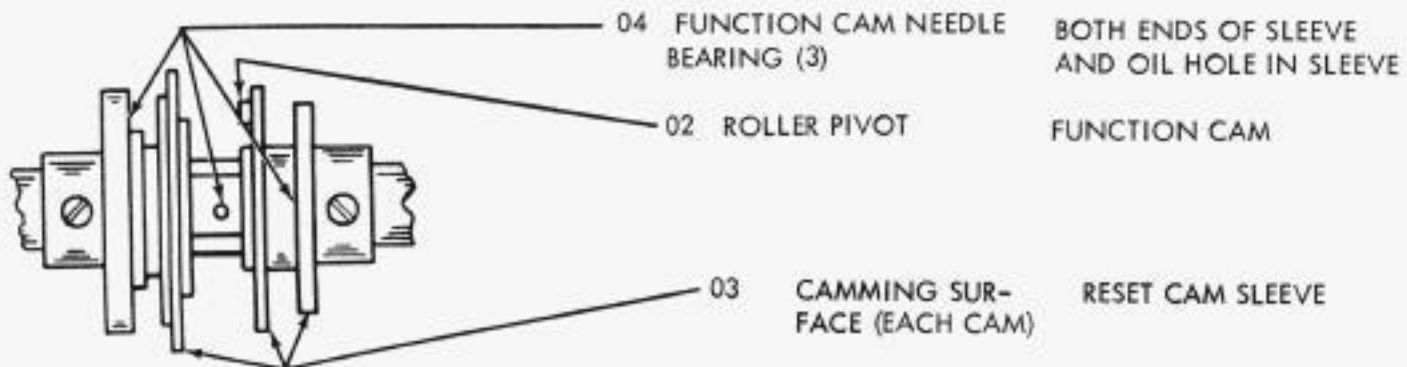 04 FUNCTION CAM NEEDLE BEARING (3) BOTH ENDS OF SLEEVE AND OIL HOLE IN SLEEVE
02 ROLLER PIVOT FUNCTION CAM
03 CAMMING SUR-
FACE (EACH CAM) RESET CAM SLEEVE